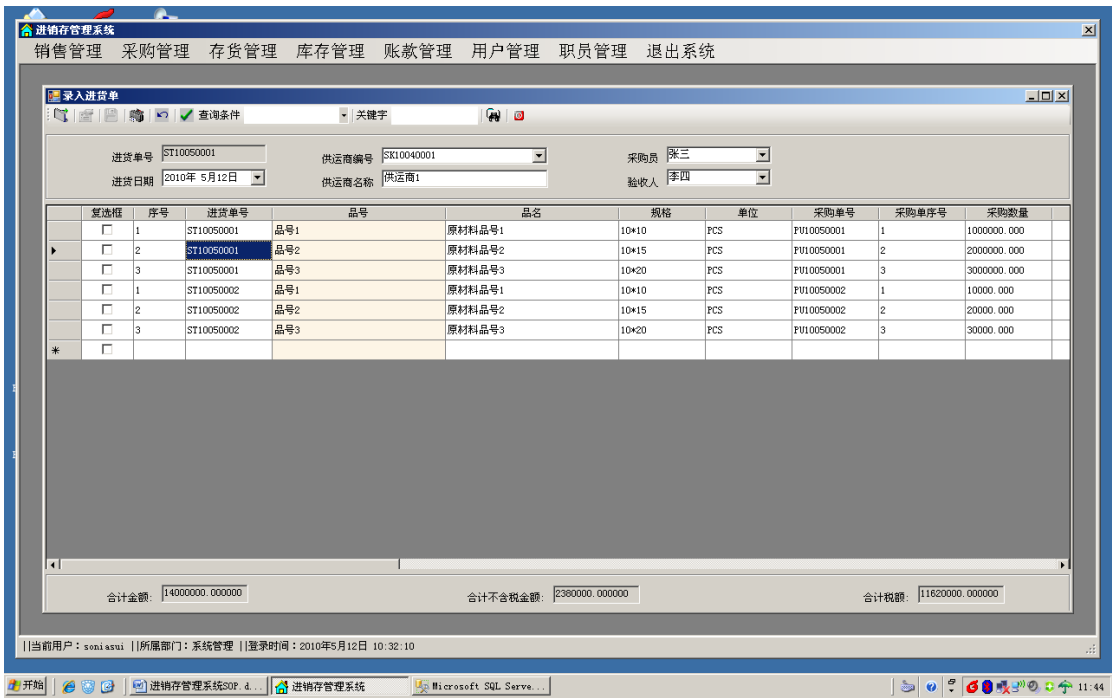 进销存管理系统
销售管理 采购管理 存货管理 库存管理 账款管理 用户管理 职员管理 退出系统
录入进货单
查询条件 关键字
进货单号 ST10050001 供运商编号 SK10040001 采购员 张三
进货日期 2010年 5月12日 供运商名称 供运商1 验收人 李四
复选框 序号 进货单号 品号 品名 规格 单位 采购单号 采购单序号 采购数量
1 ST10050001 品号1 原材料品号1 10*10 PCS PU10050001 1 1000000.000
2 ST10050001 品号2 原材料品号2 10*15 PCS PU10050001 2 2000000.000
3 ST10050001 品号3 原材料品号3 10*20 PCS PU10050001 3 3000000.000
1 ST10050002 品号1 原材料品号1 10*10 PCS PU10050002 1 10000.000
2 ST10050002 品号2 原材料品号2 10*15 PCS PU10050002 2 20000.000
3 ST10050002 品号3 原材料品号3 10*20 PCS PU10050002 3 30000.000
合计金额: 14000000.000000 合计不含税金额: 2380000.000000 合计税额: 11620000.000000
||当前用户：soniasui ||所属部门：系统管理 ||登录时间：2010年5月12日 10:32:10
开始 进销存管理系统SOP.d... 进销存管理系统 Microsoft SQL Serve... 11:44